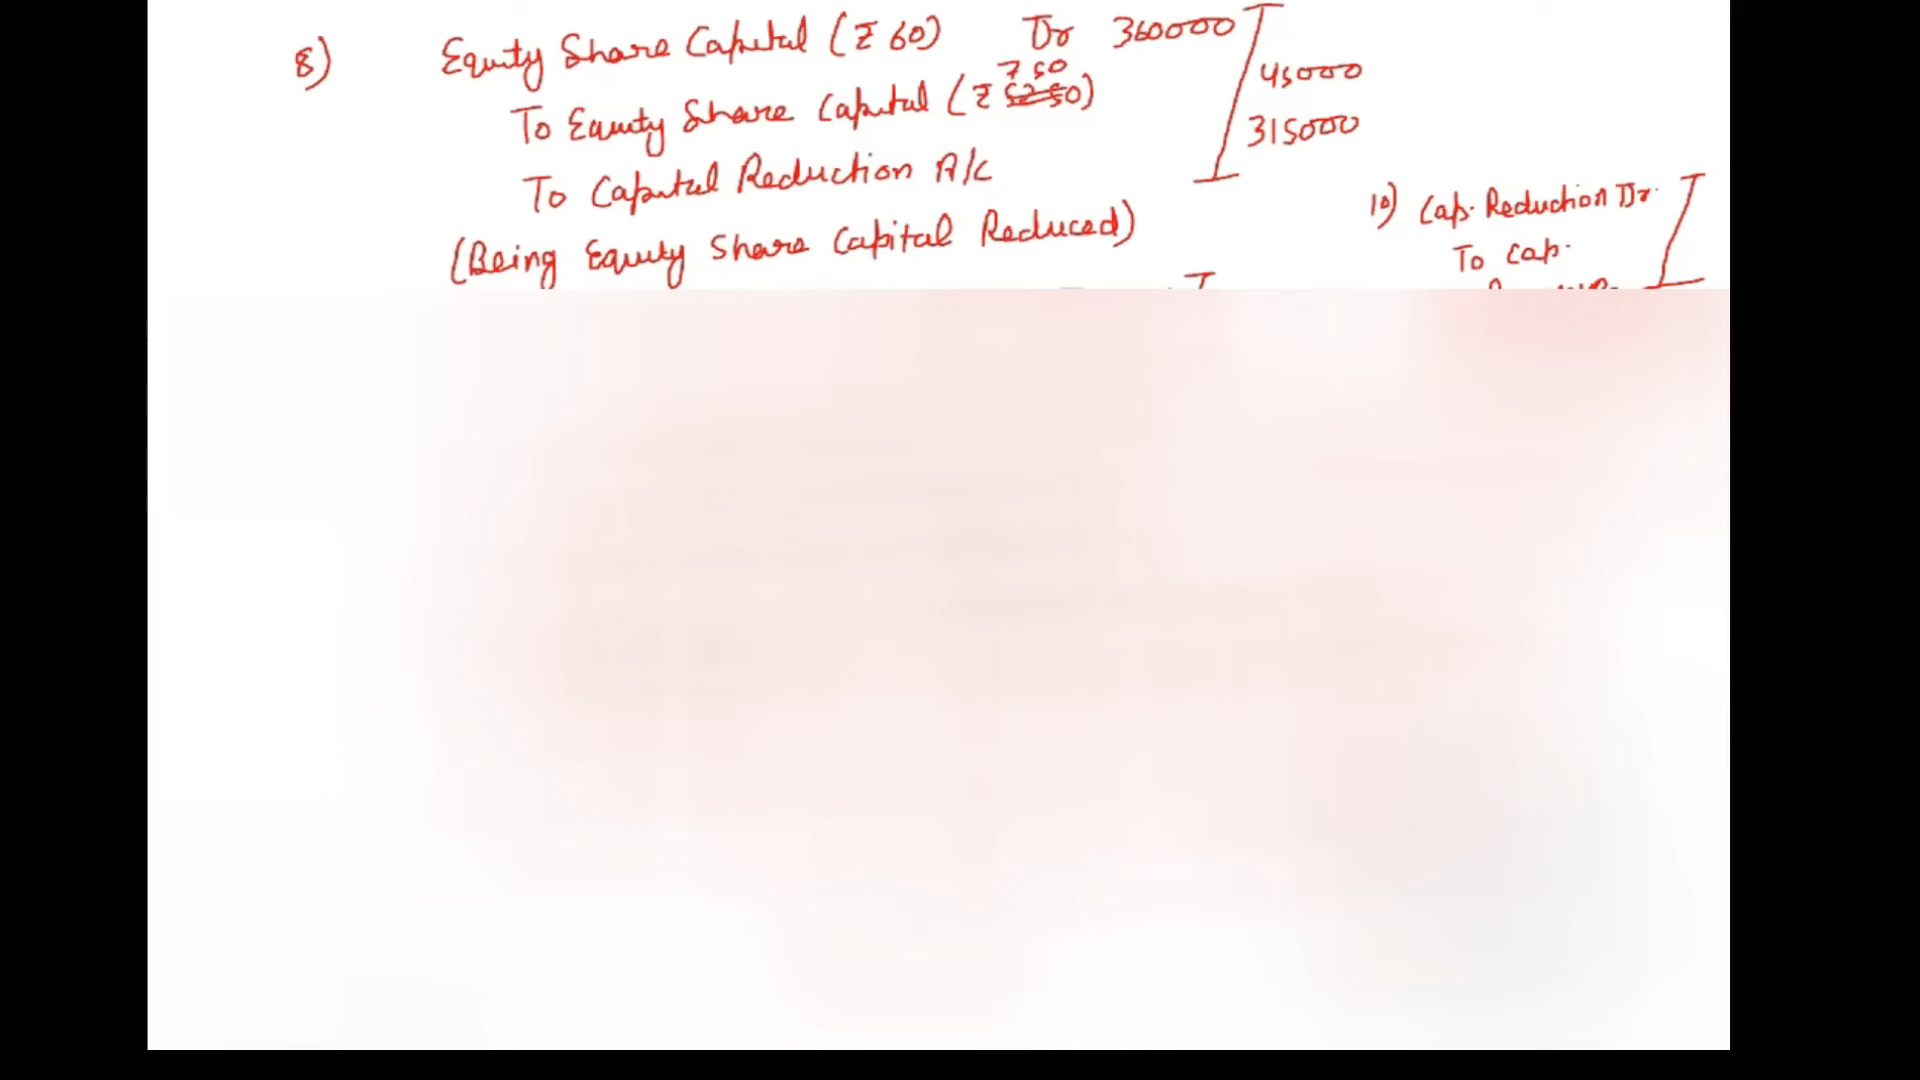 8) Equity Share Capital (₹ 60) Dr 360000
7 50
To Equity Share Capital (₹ 52.50) 45000
To Capital Reduction A/c 315000
(Being Equity Share Capital Reduced)
10) Cap. Reduction Dr.
To Cap.